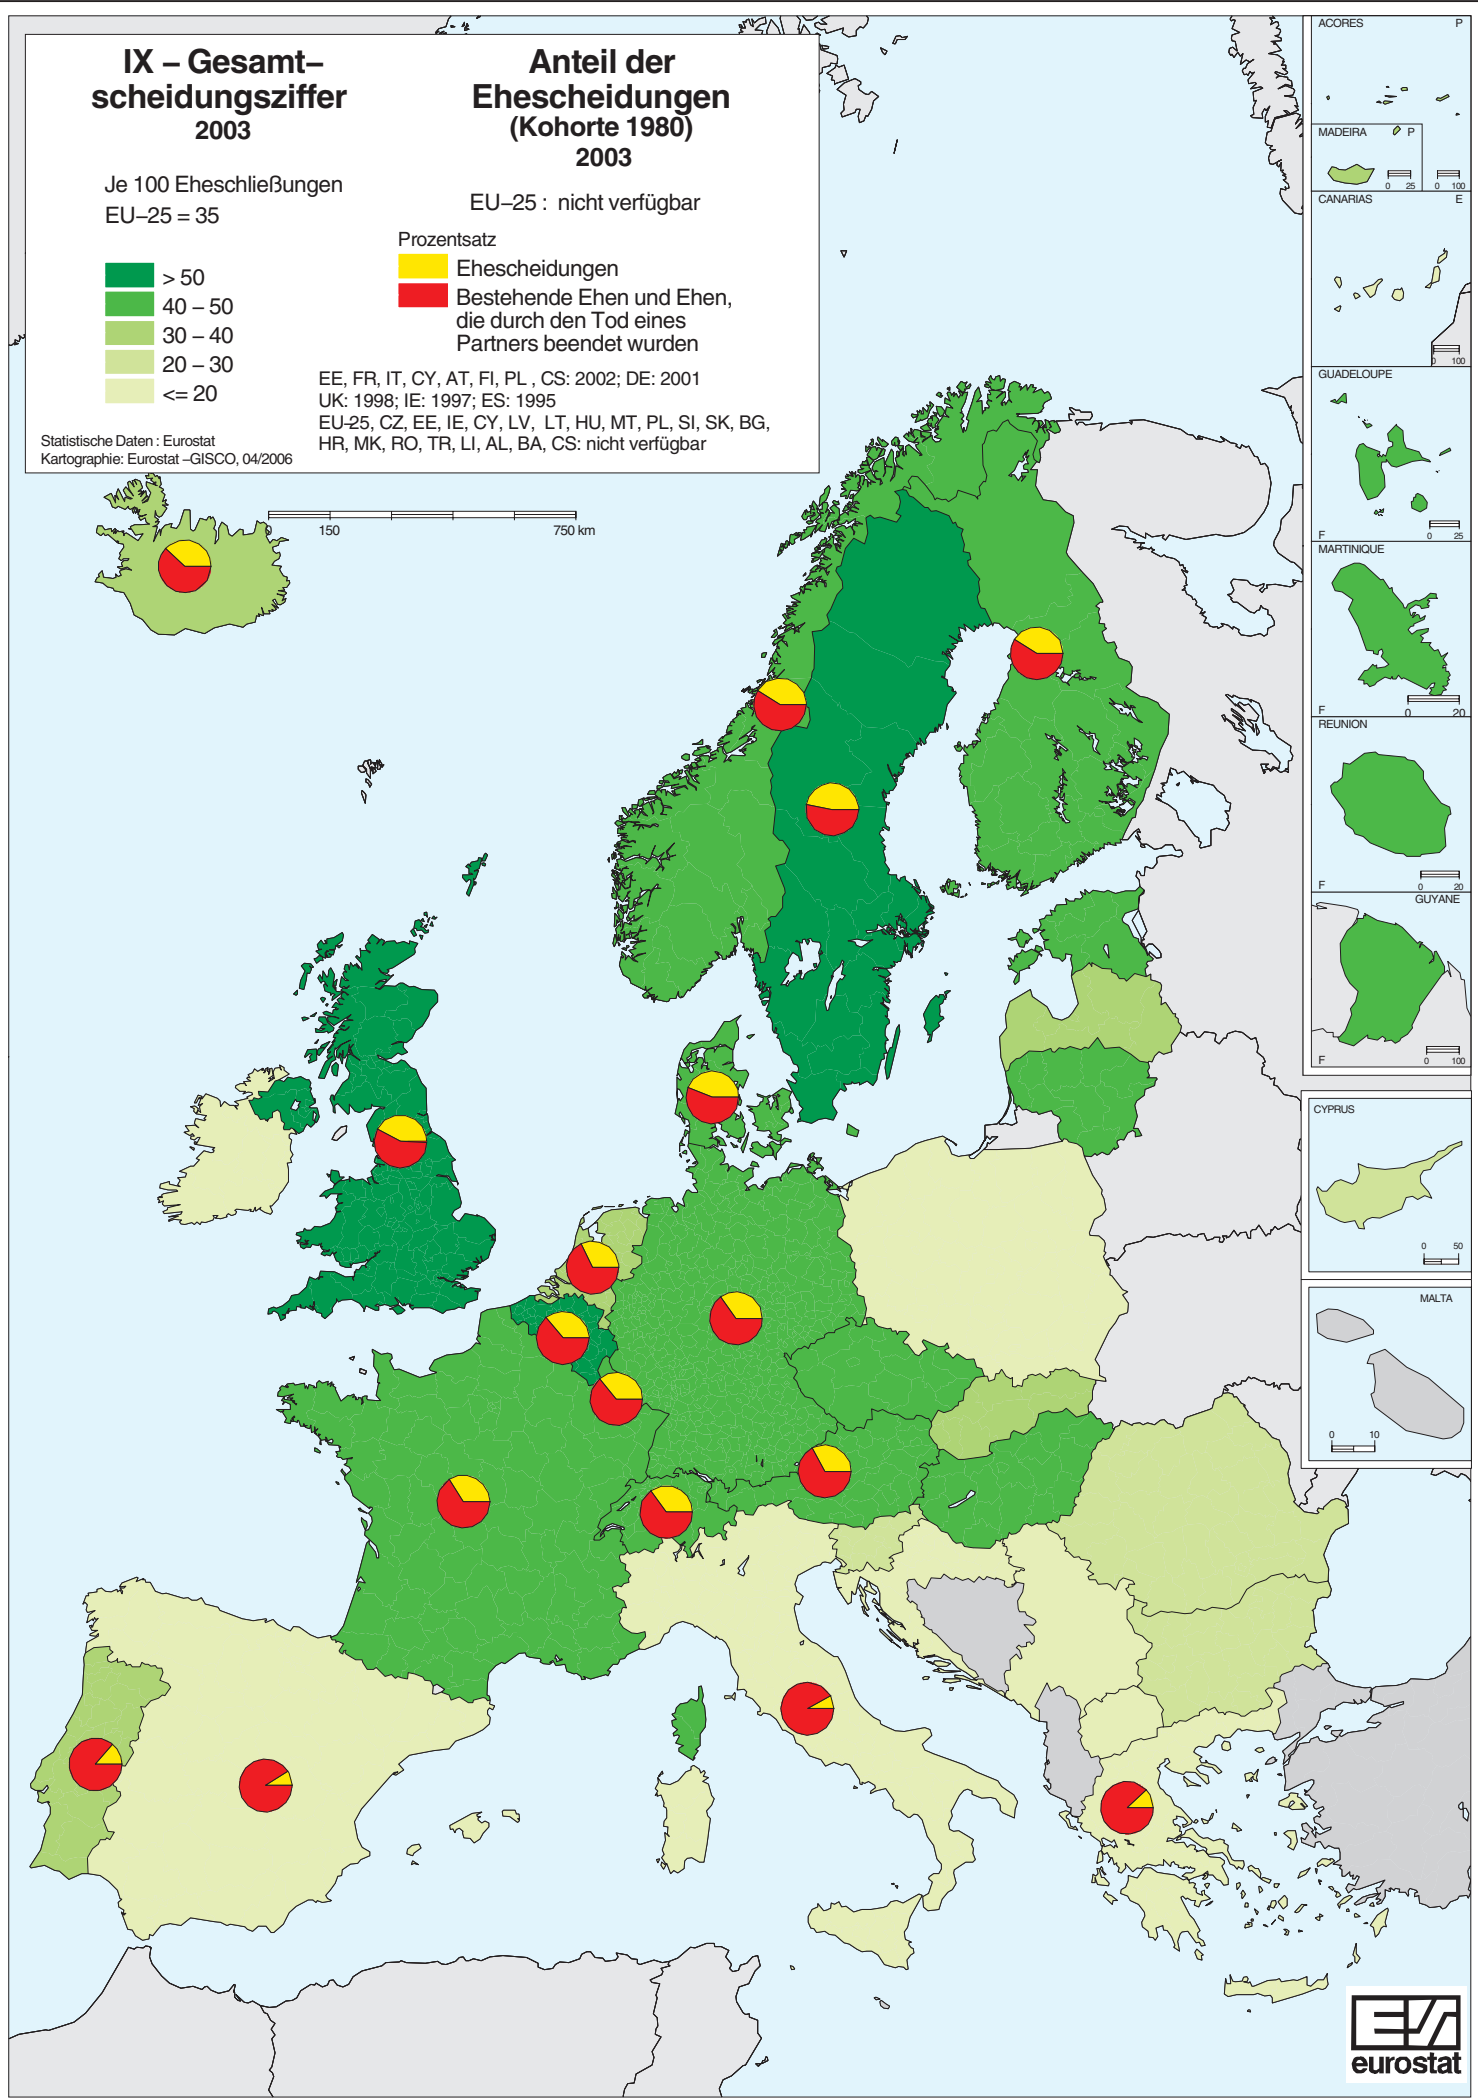 IX – Gesamt–
scheidungsziffer
2003
Je 100 Eheschließungen
EU–25 = 35
> 50
40 – 50
30 – 40
20 – 30
<= 20
Statistische Daten : Eurostat
Kartographie: Eurostat –GISCO, 04/2006
Anteil der
Ehescheidungen
(Kohorte 1980)
2003
EU–25 : nicht verfügbar
Prozentsatz
Ehescheidungen
Bestehende Ehen und Ehen,
die durch den Tod eines
Partners beendet wurden
EE, FR, IT, CY, AT, FI, PL , CS: 2002; DE: 2001
UK: 1998; IE: 1997; ES: 1995
EU-25, CZ, EE, IE, CY, LV, LT, HU, MT, PL, SI, SK, BG,
HR, MK, RO, TR, LI, AL, BA, CS: nicht verfügbar
0 150 750 km
ACORES P
0 100
MADEIRA P
0 25
CANARIAS E
0 100
GUADELOUPE
F 0 25
MARTINIQUE
F 0 20
REUNION
F 0 20
GUYANE
F 0 100
CYPRUS
0 50
MALTA
0 10
eurostat